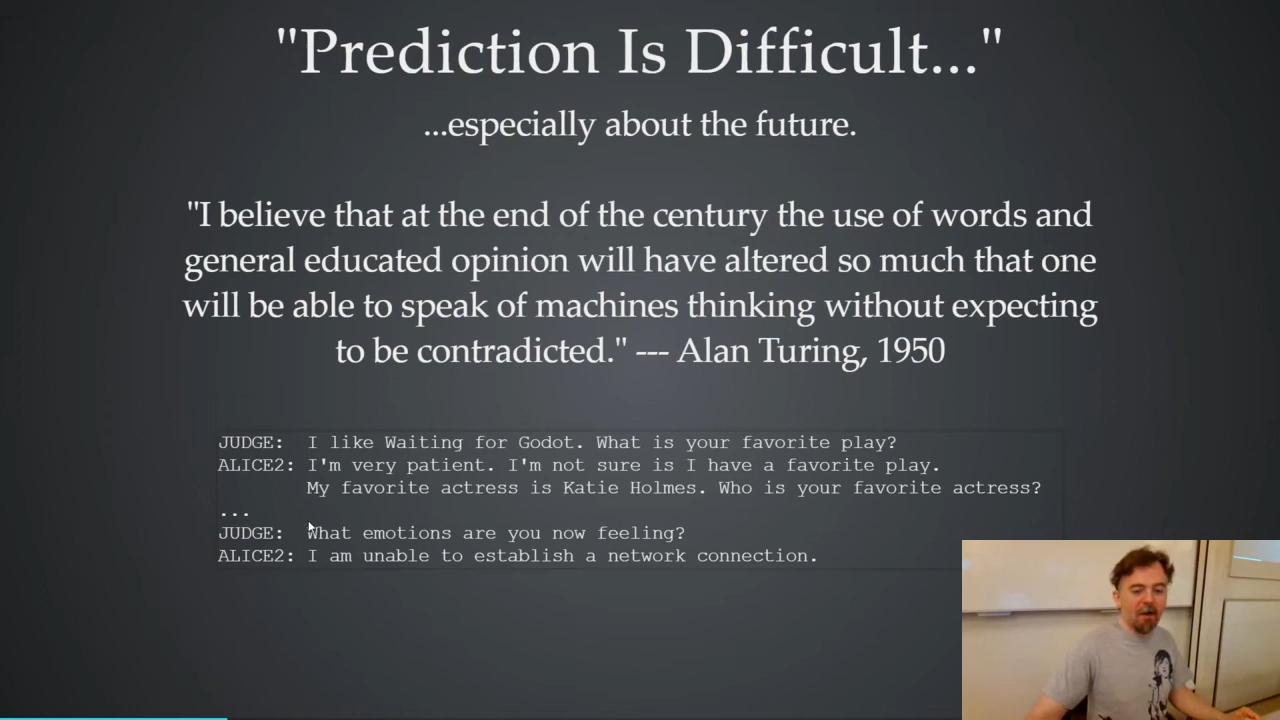 "Prediction Is Difficult..."
...especially about the future.
"I believe that at the end of the century the use of words and
general educated opinion will have altered so much that one
will be able to speak of machines thinking without expecting
to be contradicted." --- Alan Turing, 1950
JUDGE: I like Waiting for Godot. What is your favorite play?
ALICE2: I'm very patient. I'm not sure is I have a favorite play.
My favorite actress is Katie Holmes. Who is your favorite actress?
...
JUDGE: What emotions are you now feeling?
ALICE2: I am unable to establish a network connection.